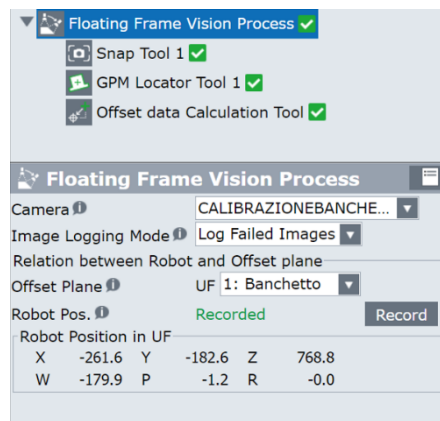 Floating Frame Vision Process
Snap Tool 1
GPM Locator Tool 1
Offset data Calculation Tool
Floating Frame Vision Process
Camera CALIBRAZIONEBANCHE...
Image Logging Mode Log Failed Images
Relation between Robot and Offset plane
Offset Plane UF 1: Banchetto
Robot Pos. Recorded Record
Robot Position in UF
X -261.6 Y -182.6 Z 768.8
W -179.9 P -1.2 R -0.0